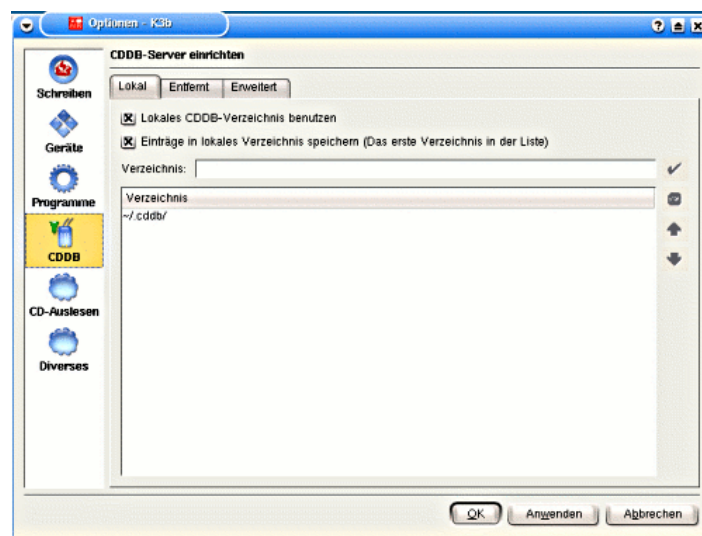 Optionen - K3b
CDDB-Server einrichten
Schreiben
Geräte
Programme
CDDB
CD-Auslesen
Diverses
Lokal Entfernt Erweitert
Lokales CDDB-Verzeichnis benutzen
Einträge in lokales Verzeichnis speichern (Das erste Verzeichnis in der Liste)
Verzeichnis:
Verzeichnis
~/.cddb/
OK Anwenden Abbrechen